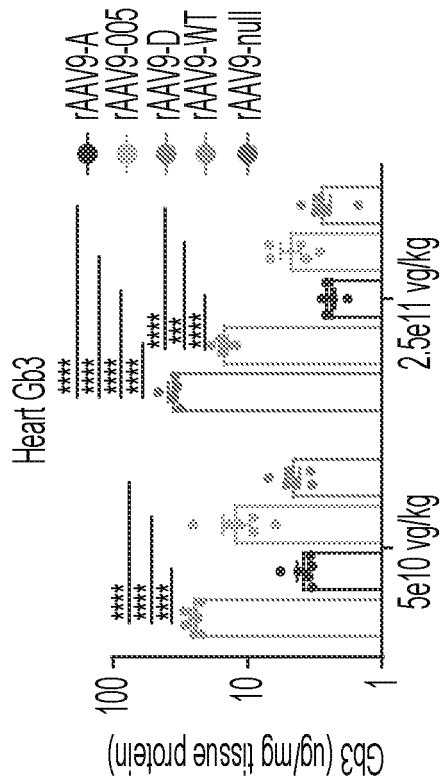 Heart Gb3
rAAV9-A
rAAV9-005
rAAV9-D
rAAV9-WT
rAAV9-null
****
****
****
****
****
****
****
****
***
****
Gb3 (ug/mg tissue protein)
100
10
1
5e10 vg/kg
2.5e11 vg/kg